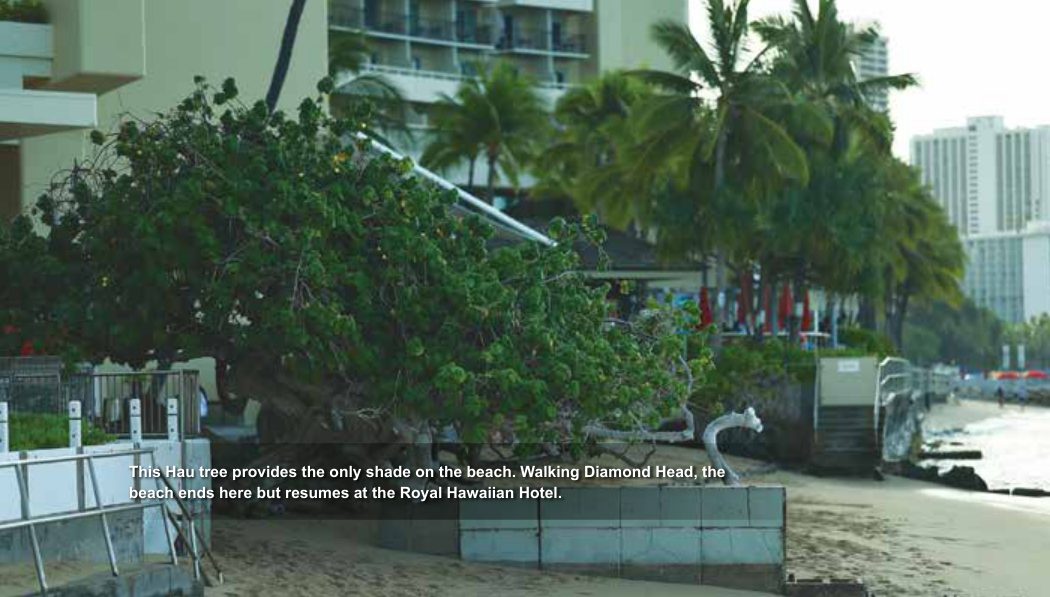 This Hau tree provides the only shade on the beach. Walking Diamond Head, the
beach ends here but resumes at the Royal Hawaiian Hotel.